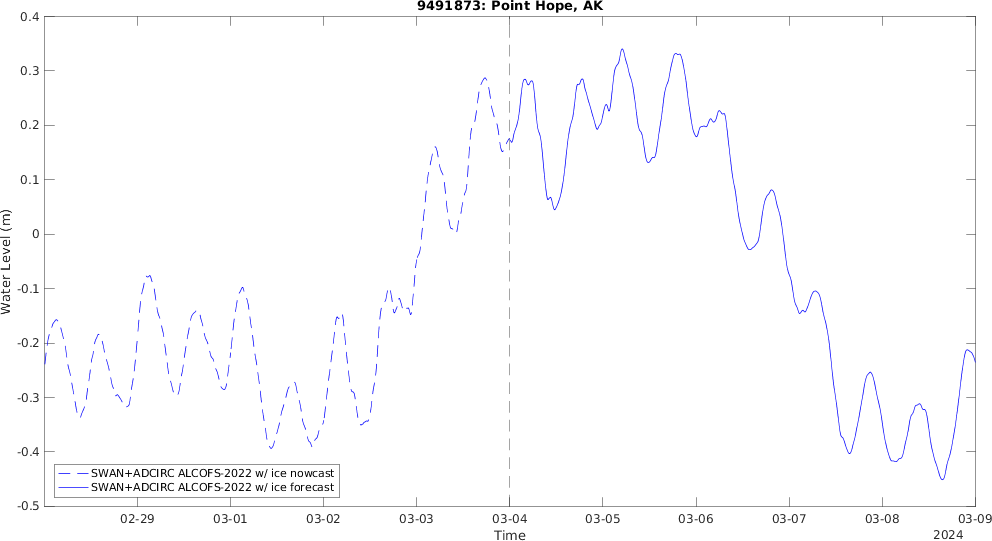 9491873: Point Hope, AK
0.4
0.3
0.2
0.1
0
-0.1
-0.2
-0.3
-0.4
-0.5
Water Level (m)
SWAN+ADCIRC ALCOFS-2022 w/ ice nowcast
SWAN+ADCIRC ALCOFS-2022 w/ ice forecast
02-29 03-01 03-02 03-03 03-04 03-05 03-06 03-07 03-08 03-09
Time
2024